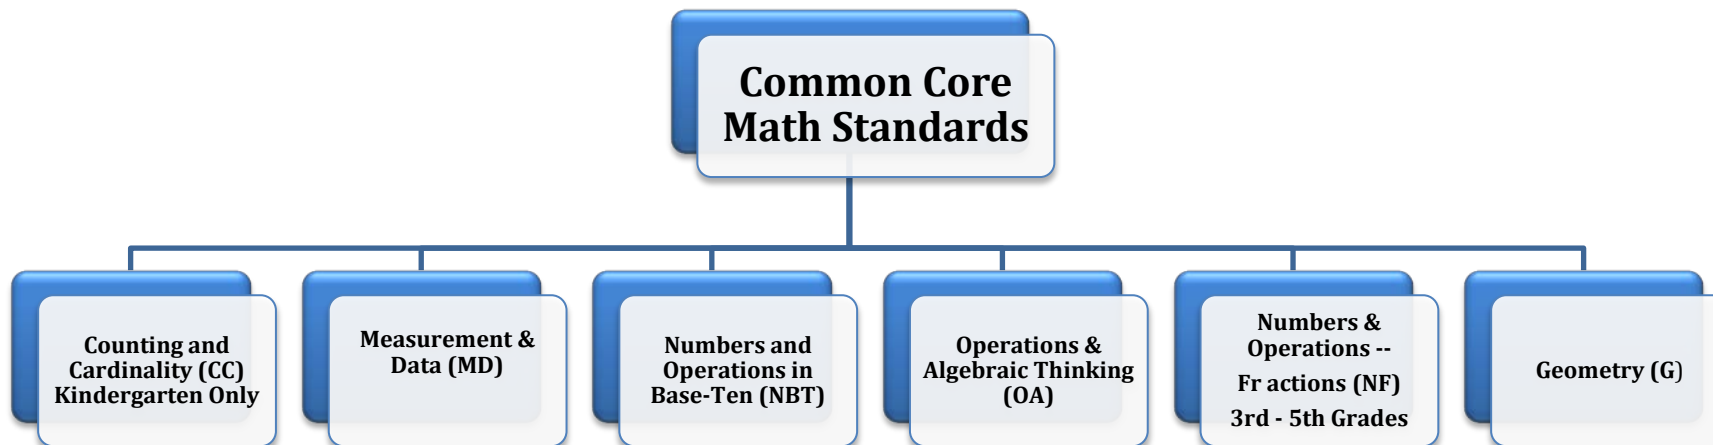 Common Core
Math Standards
Counting and
Cardinality (CC)
Kindergarten Only
Measurement &
Data (MD)
Numbers and
Operations in
Base-Ten (NBT)
Operations &
Algebraic Thinking
(OA)
Numbers &
Operations --
Fr actions (NF)
3rd - 5th Grades
Geometry (G)